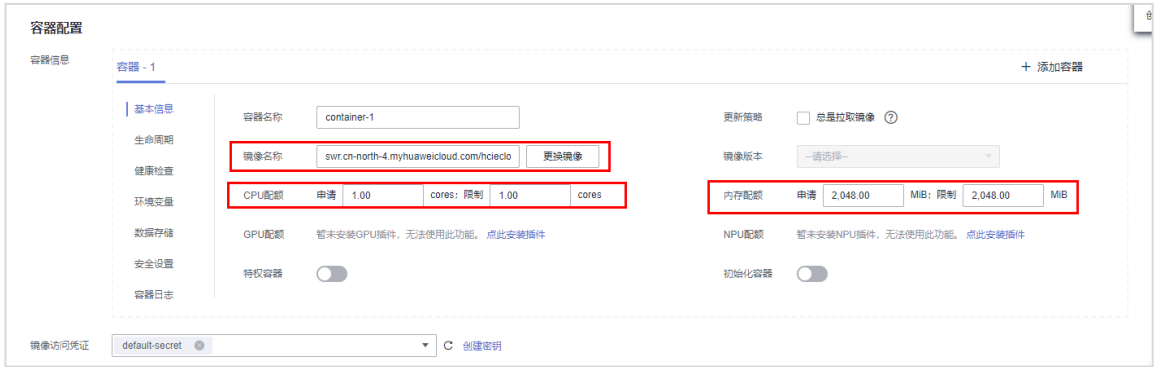 容器配置
容器信息
容器 - 1
+ 添加容器
基本信息
生命周期
健康检查
环境变量
数据存储
安全设置
容器日志
容器名称 container-1 更新策略 总是拉取镜像 ?
镜像名称 swr.cn-north-4.myhuaweicloud.com/hcieclo 更换镜像 镜像版本 --请选择--
CPU配额 申请 1.00 cores; 限制 1.00 cores 内存配额 申请 2,048.00 MiB; 限制 2,048.00 MiB
GPU配额 暂未安装GPU插件，无法使用此功能。 点此安装插件 NPU配额 暂未安装NPU插件，无法使用此功能。 点此安装插件
特权容器 初始化容器
镜像访问凭证 default-secret 创建密钥